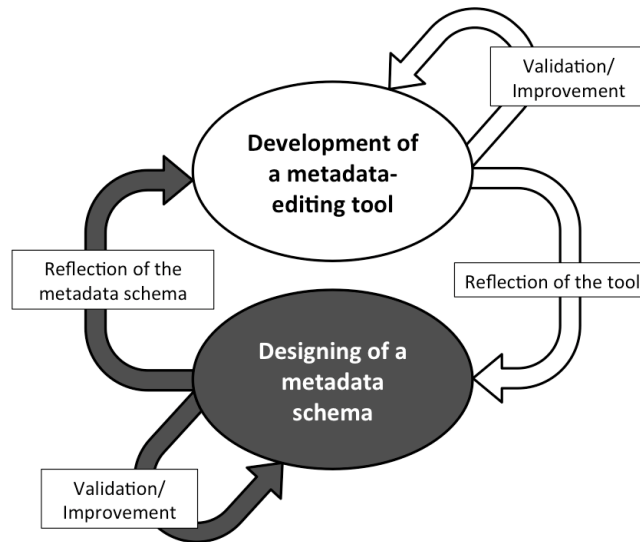 Validation/
Improvement
Development of
a metadata-
editing tool
Reflection of the
metadata schema
Reflection of the tool
Designing of a
metadata
schema
Validation/
Improvement